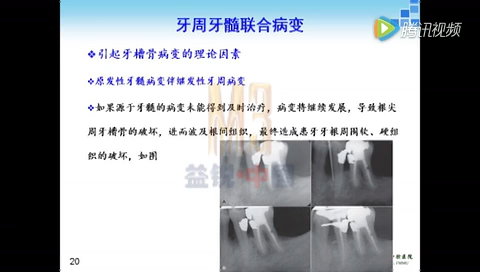 腾讯视频
牙周牙髓联合病变
引起牙槽骨病变的理论因素
原发性牙髓病变伴继发性牙周病变
如果源于牙髓的病变未能得到及时治疗，病变将继续发展，导致根尖
周牙槽骨的破坏，进而波及根间组织，最终造成患牙牙根周围软、硬组
织的破坏，如图
M3
20